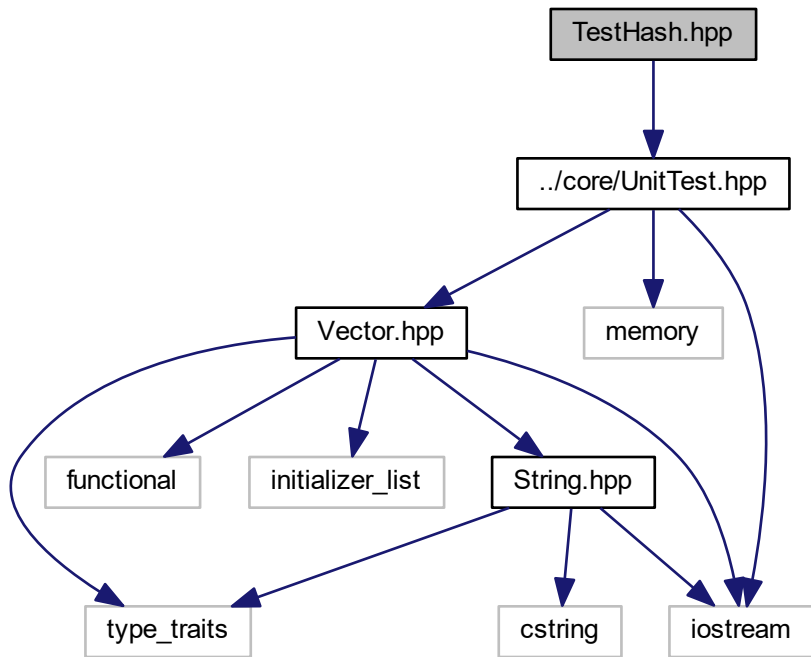 TestHash.hpp
../core/UnitTest.hpp
Vector.hpp
memory
functional
initializer_list
String.hpp
type_traits
cstring
iostream